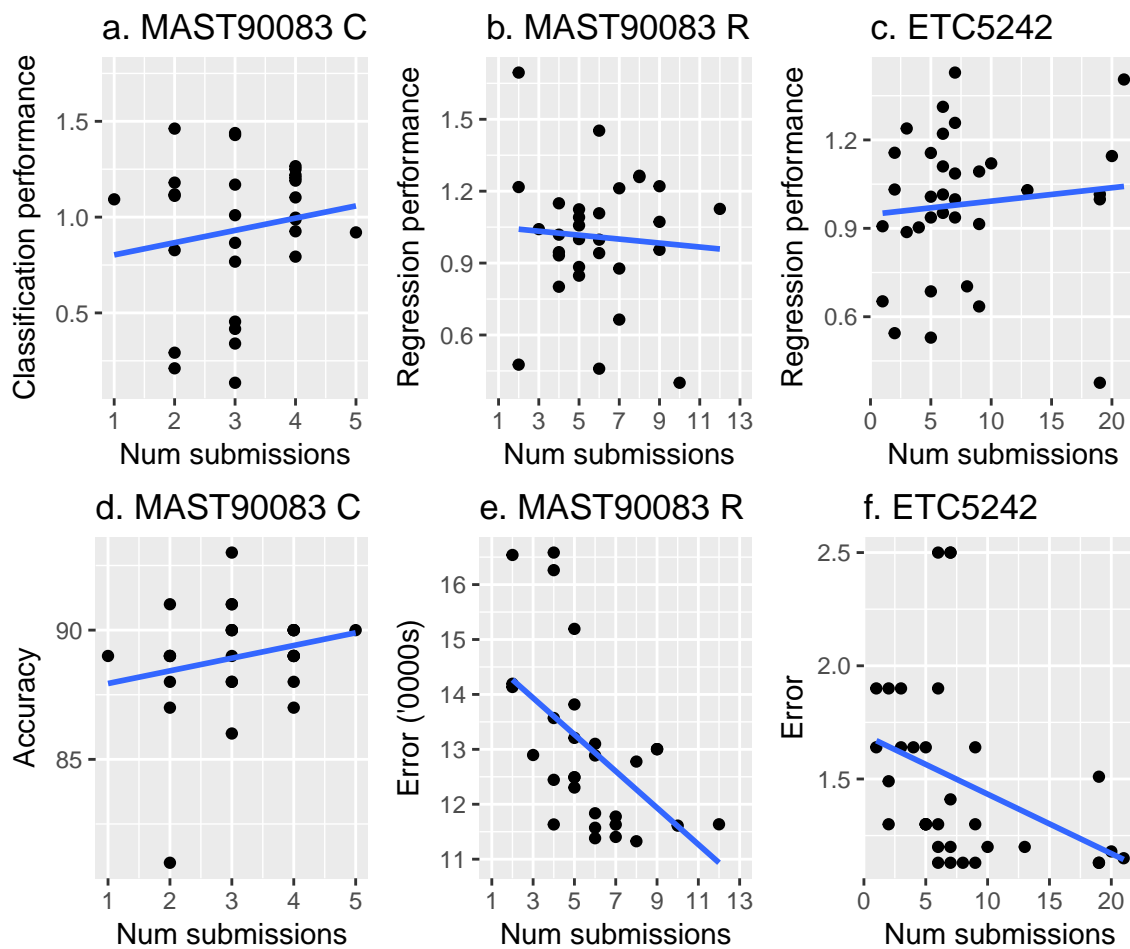 a. MAST90083 C
b. MAST90083 R
c. ETC5242
Classification performance
1.5
1.0
0.5
1 2 3 4 5
Num submissions
Regression performance
1.5
1.2
0.9
0.6
1 3 5 7 9 11 13
Num submissions
Regression performance
1.2
0.9
0.6
0 5 10 15 20
Num submissions
d. MAST90083 C
e. MAST90083 R
f. ETC5242
Accuracy
90
85
1 2 3 4 5
Num submissions
Error ('0000s)
16
15
14
13
12
11
1 3 5 7 9 11 13
Num submissions
Error
2.5
2.0
1.5
0 5 10 15 20
Num submissions